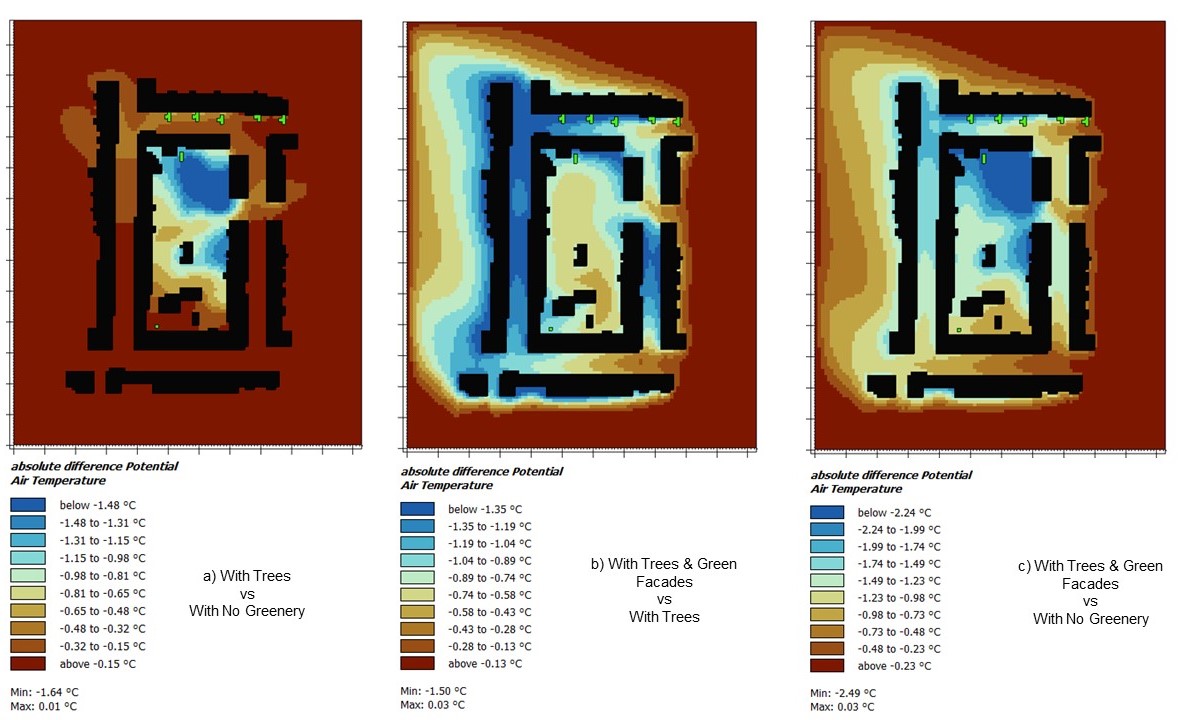 absolute difference Potential
Air Temperature
below -1.48 °C
-1.48 to -1.31 °C
-1.31 to -1.15 °C
-1.15 to -0.98 °C
-0.98 to -0.81 °C
-0.81 to -0.65 °C
-0.65 to -0.48 °C
-0.48 to -0.32 °C
-0.32 to -0.15 °C
above -0.15 °C
Min: -1.64 °C
Max: 0.01 °C
a) With Trees
vs
With No Greenery
absolute difference Potential
Air Temperature
below -1.35 °C
-1.35 to -1.19 °C
-1.19 to -1.04 °C
-1.04 to -0.89 °C
-0.89 to -0.74 °C
-0.74 to -0.58 °C
-0.58 to -0.43 °C
-0.43 to -0.28 °C
-0.28 to -0.13 °C
above -0.13 °C
Min: -1.50 °C
Max: 0.03 °C
b) With Trees & Green
Facades
vs
With Trees
absolute difference Potential
Air Temperature
below -2.24 °C
-2.24 to -1.99 °C
-1.99 to -1.74 °C
-1.74 to -1.49 °C
-1.49 to -1.23 °C
-1.23 to -0.98 °C
-0.98 to -0.73 °C
-0.73 to -0.48 °C
-0.48 to -0.23 °C
above -0.23 °C
Min: -2.49 °C
Max: 0.03 °C
c) With Trees & Green
Facades
vs
With No Greenery